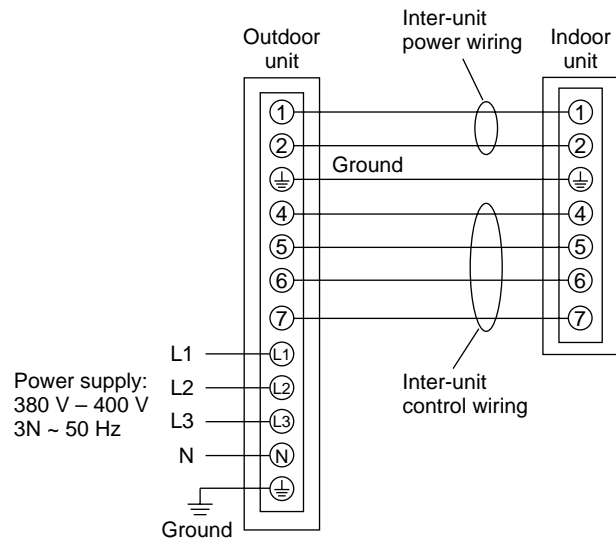 Inter-unit
power wiring
Outdoor
unit
Indoor
unit
1
1
2
2
Ground
4
4
5
5
6
6
7
7
L1
L1
L2
L2
L3
L3
N
N
Power supply:
380 V – 400 V
3N ~ 50 Hz
Inter-unit
control wiring
Ground